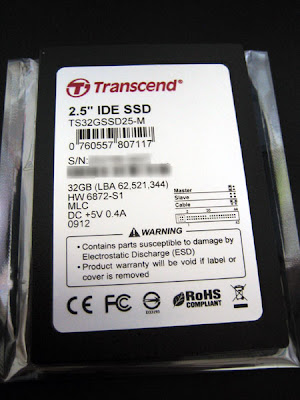 Transcend®
2.5" IDE SSD
TS32GSSD25-M
0 760557 807117
S/N:
32GB (LBA 62,521,344)
HW 6872-S1
MLC
DC +5V 0.4A
0912
Master
Slave
Cable
WARNING
• Contains parts susceptible to damage by
Electrostatic Discharge (ESD)
• Product warranty will be void if label or
cover is removed
CE FC
RoHS
COMPLIANT